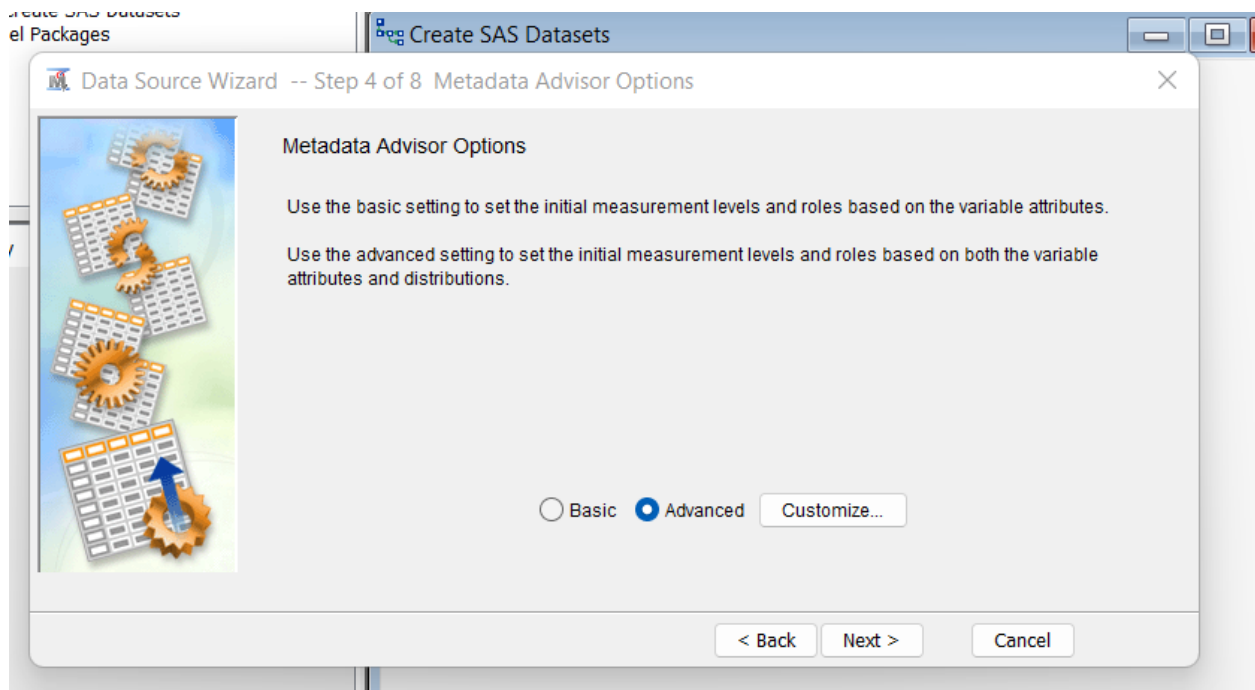 Create SAS Datasets
el Packages
Create SAS Datasets
Data Source Wizard -- Step 4 of 8 Metadata Advisor Options
Metadata Advisor Options
Use the basic setting to set the initial measurement levels and roles based on the variable attributes.
Use the advanced setting to set the initial measurement levels and roles based on both the variable
attributes and distributions.
Basic Advanced Customize...
< Back Next > Cancel